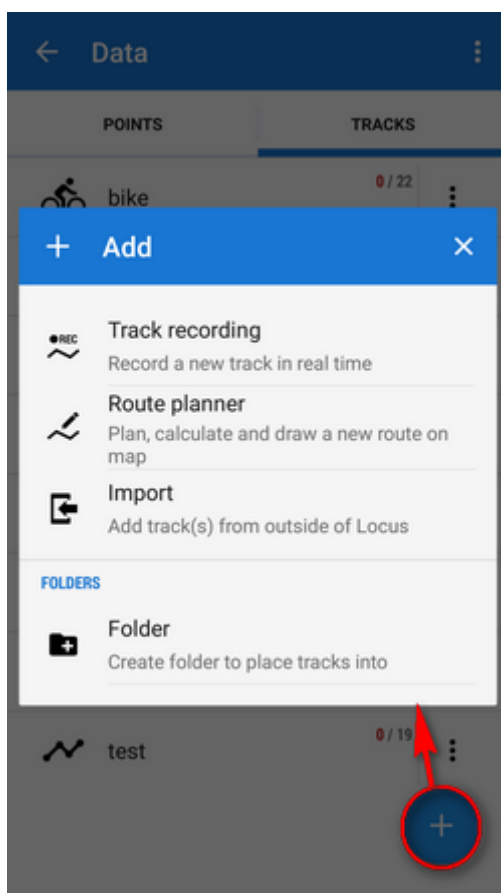 Data
POINTS TRACKS
bike 0 / 22
Add
REC
Track recording
Record a new track in real time
Route planner
Plan, calculate and draw a new route on
map
Import
Add track(s) from outside of Locus
FOLDERS
Folder
Create folder to place tracks into
test 0 / 19